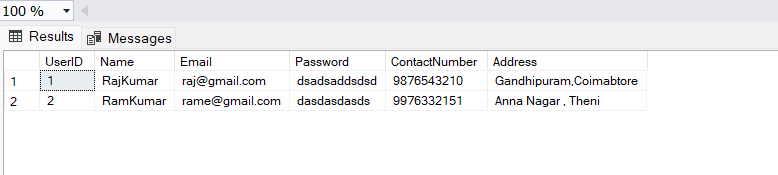 100 %
Results Messages
UserID Name Email Password ContactNumber Address
1 1 RajKumar raj@gmail.com dsadsaddsdsd 9876543210 Gandhipuram,Coimabtore
2 2 RamKumar rame@gmail.com dasdasdasds 9976332151 Anna Nagar , Theni